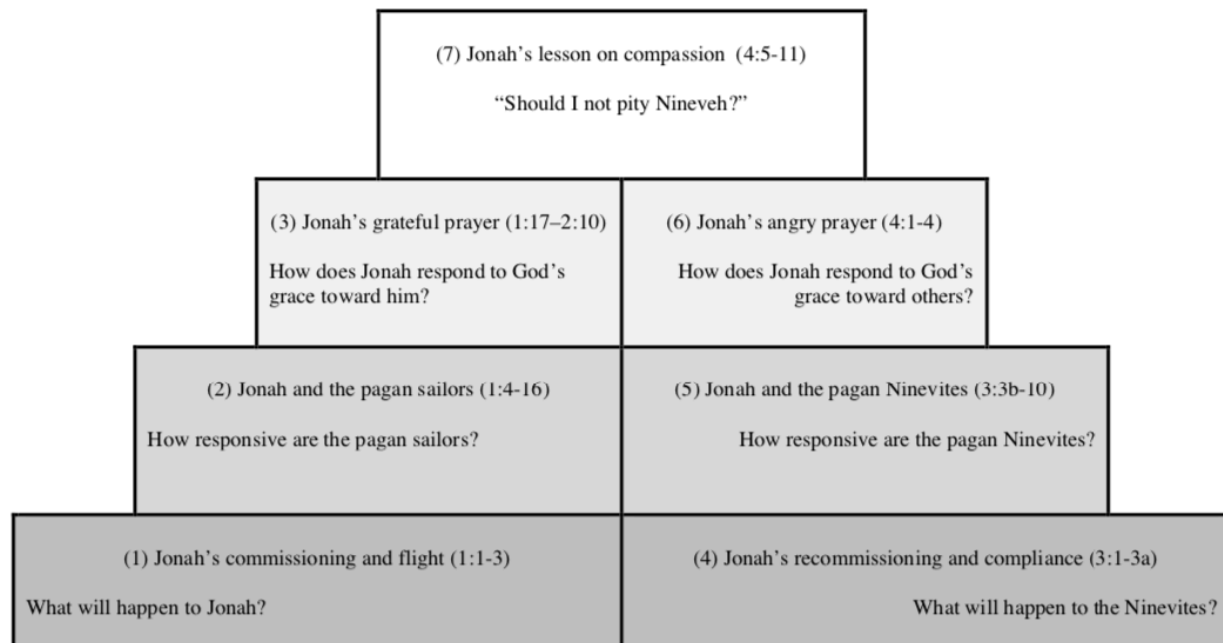 (7) Jonah’s lesson on compassion (4:5-11)
“Should I not pity Nineveh?”
(3) Jonah’s grateful prayer (1:17–2:10)
How does Jonah respond to God’s
grace toward him?
(6) Jonah’s angry prayer (4:1-4)
How does Jonah respond to God’s
grace toward others?
(2) Jonah and the pagan sailors (1:4-16)
How responsive are the pagan sailors?
(5) Jonah and the pagan Ninevites (3:3b-10)
How responsive are the pagan Ninevites?
(1) Jonah’s commissioning and flight (1:1-3)
What will happen to Jonah?
(4) Jonah’s recommissioning and compliance (3:1-3a)
What will happen to the Ninevites?